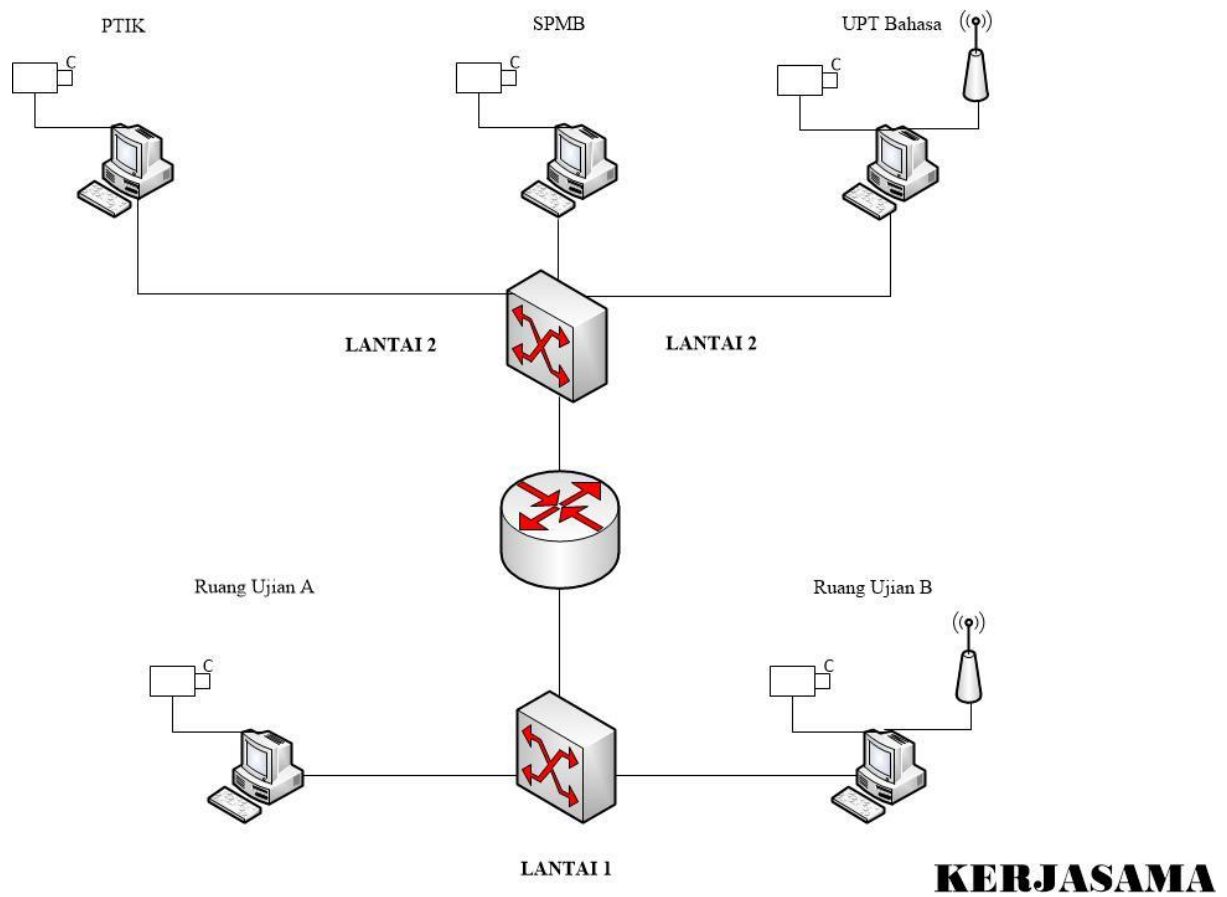 PTIK
SPMB
UPT Bahasa
C
C
C
LANTAI 2
LANTAI 2
Ruang Ujian A
Ruang Ujian B
C
C
LANTAI 1
KERJASAMA